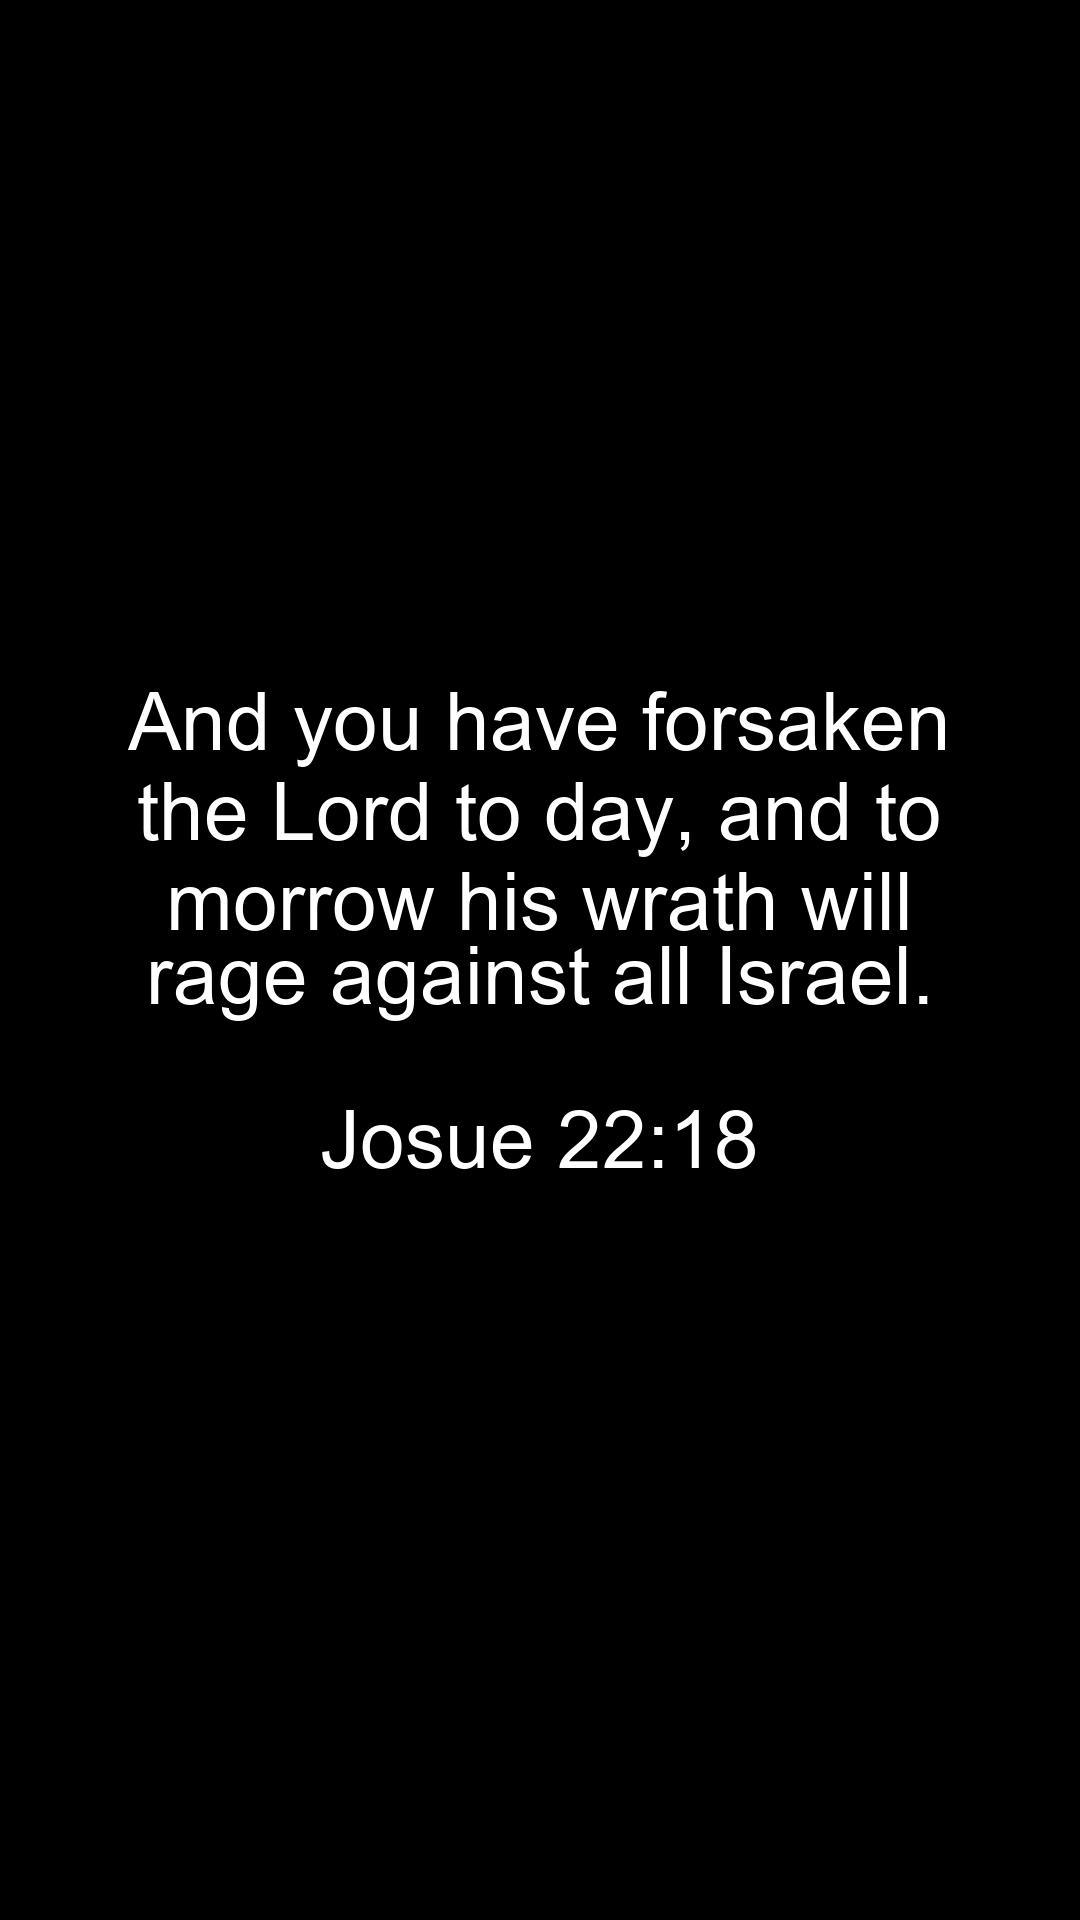 And you have forsaken
the Lord to day, and to
morrow his wrath will
rage against all Israel.
Josue 22:18